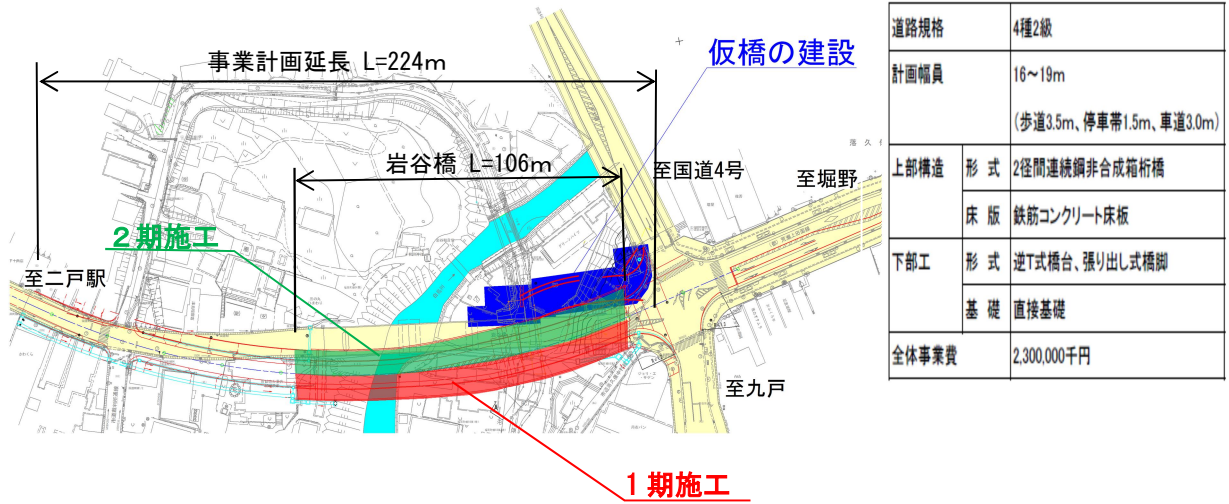 事業計画延長 L=224m
仮橋の建設
岩谷橋 L=106m
至国道4号
至堀野
2期施工
至二戸駅
至九戸
1期施工
道路規格 4種2級
計画幅員 16～19m
(歩道3.5m、停車帯1.5m、車道3.0m)
上部構造 形式 2径間連続鋼非合成箱桁橋
床版 鉄筋コンクリート床板
下部工 形式 逆T式橋台、張り出し式橋脚
基礎 直接基礎
全体事業費 2,300,000千円